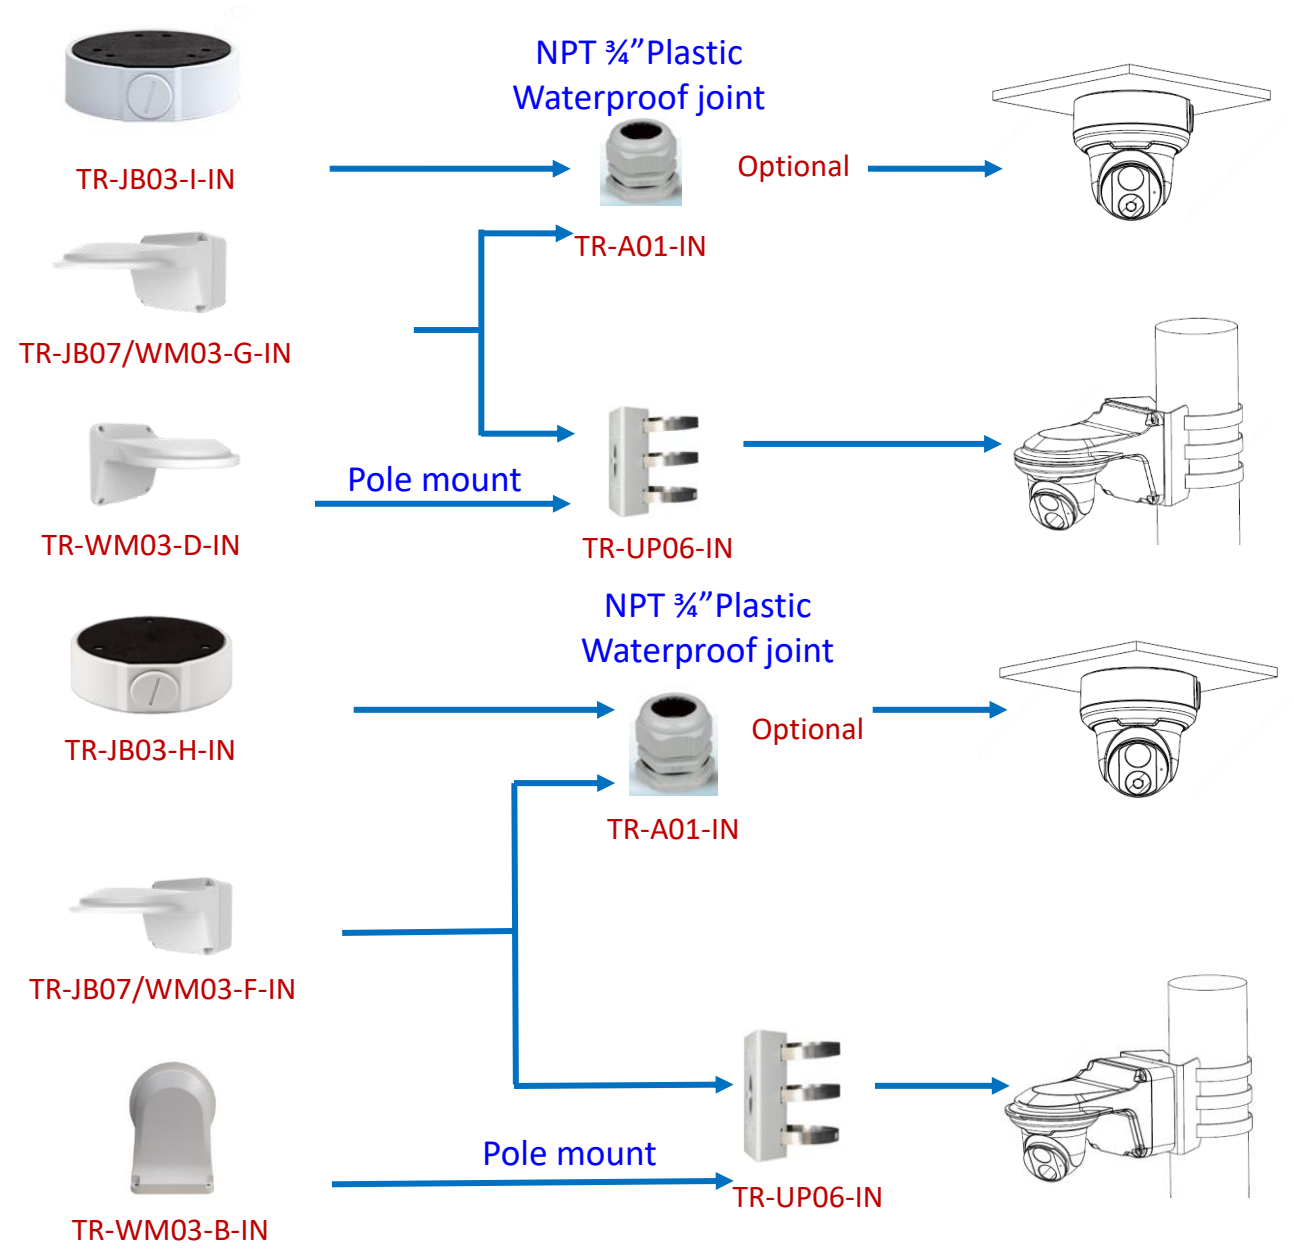 NPT ¾”Plastic
Waterproof joint
TR-JB03-I-IN
Optional
TR-A01-IN
TR-JB07/WM03-G-IN
Pole mount
TR-WM03-D-IN
TR-UP06-IN
NPT ¾”Plastic
Waterproof joint
TR-JB03-H-IN
Optional
TR-A01-IN
TR-JB07/WM03-F-IN
Pole mount
TR-UP06-IN
TR-WM03-B-IN